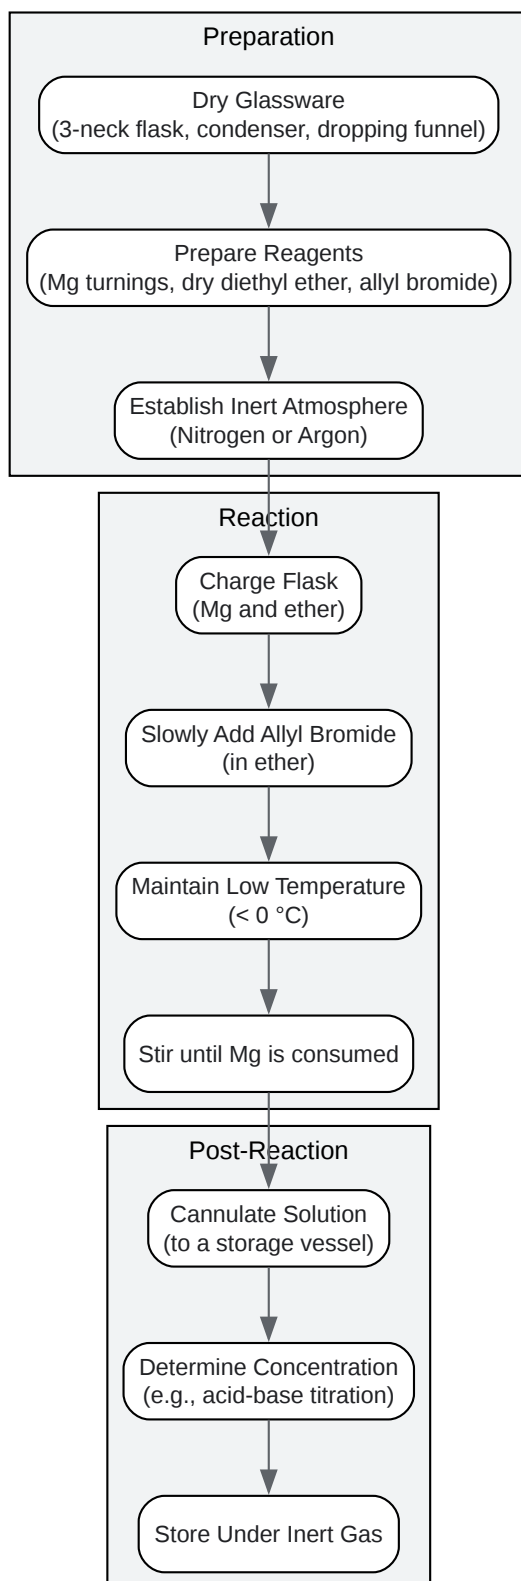 Preparation
Dry Glassware
(3-neck flask, condenser, dropping funnel)
Prepare Reagents
(Mg turnings, dry diethyl ether, allyl bromide)
Establish Inert Atmosphere
(Nitrogen or Argon)
Reaction
Charge Flask
(Mg and ether)
Slowly Add Allyl Bromide
(in ether)
Maintain Low Temperature
(< 0 °C)
Stir until Mg is consumed
Post-Reaction
Cannulate Solution
(to a storage vessel)
Determine Concentration
(e.g., acid-base titration)
Store Under Inert Gas